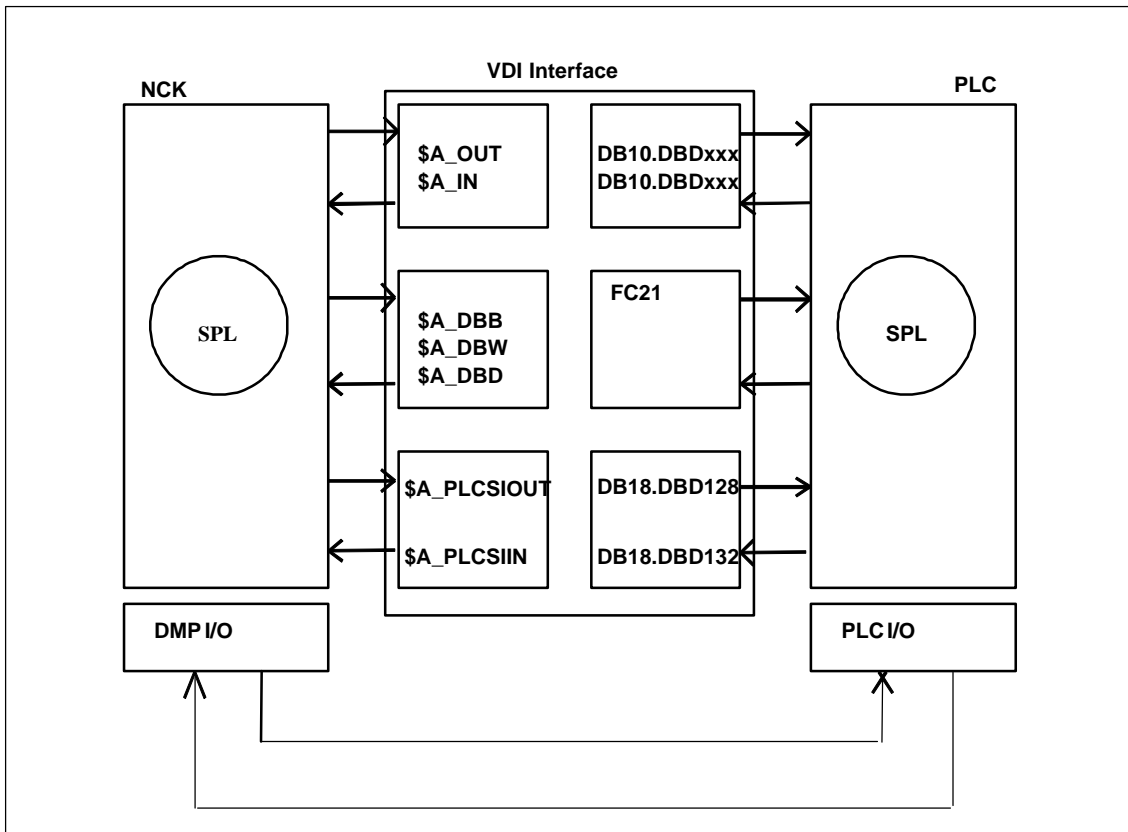 VDI Interface
NCK
PLC
$A_OUT
$A_IN
DB10.DBDxxx
DB10.DBDxxx
SPL
$A_DBB
$A_DBW
$A_DBD
FC21
SPL
$A_PLCSIOUT
$A_PLCSIIN
DB18.DBD128
DB18.DBD132
DMP I/O
PLC I/O